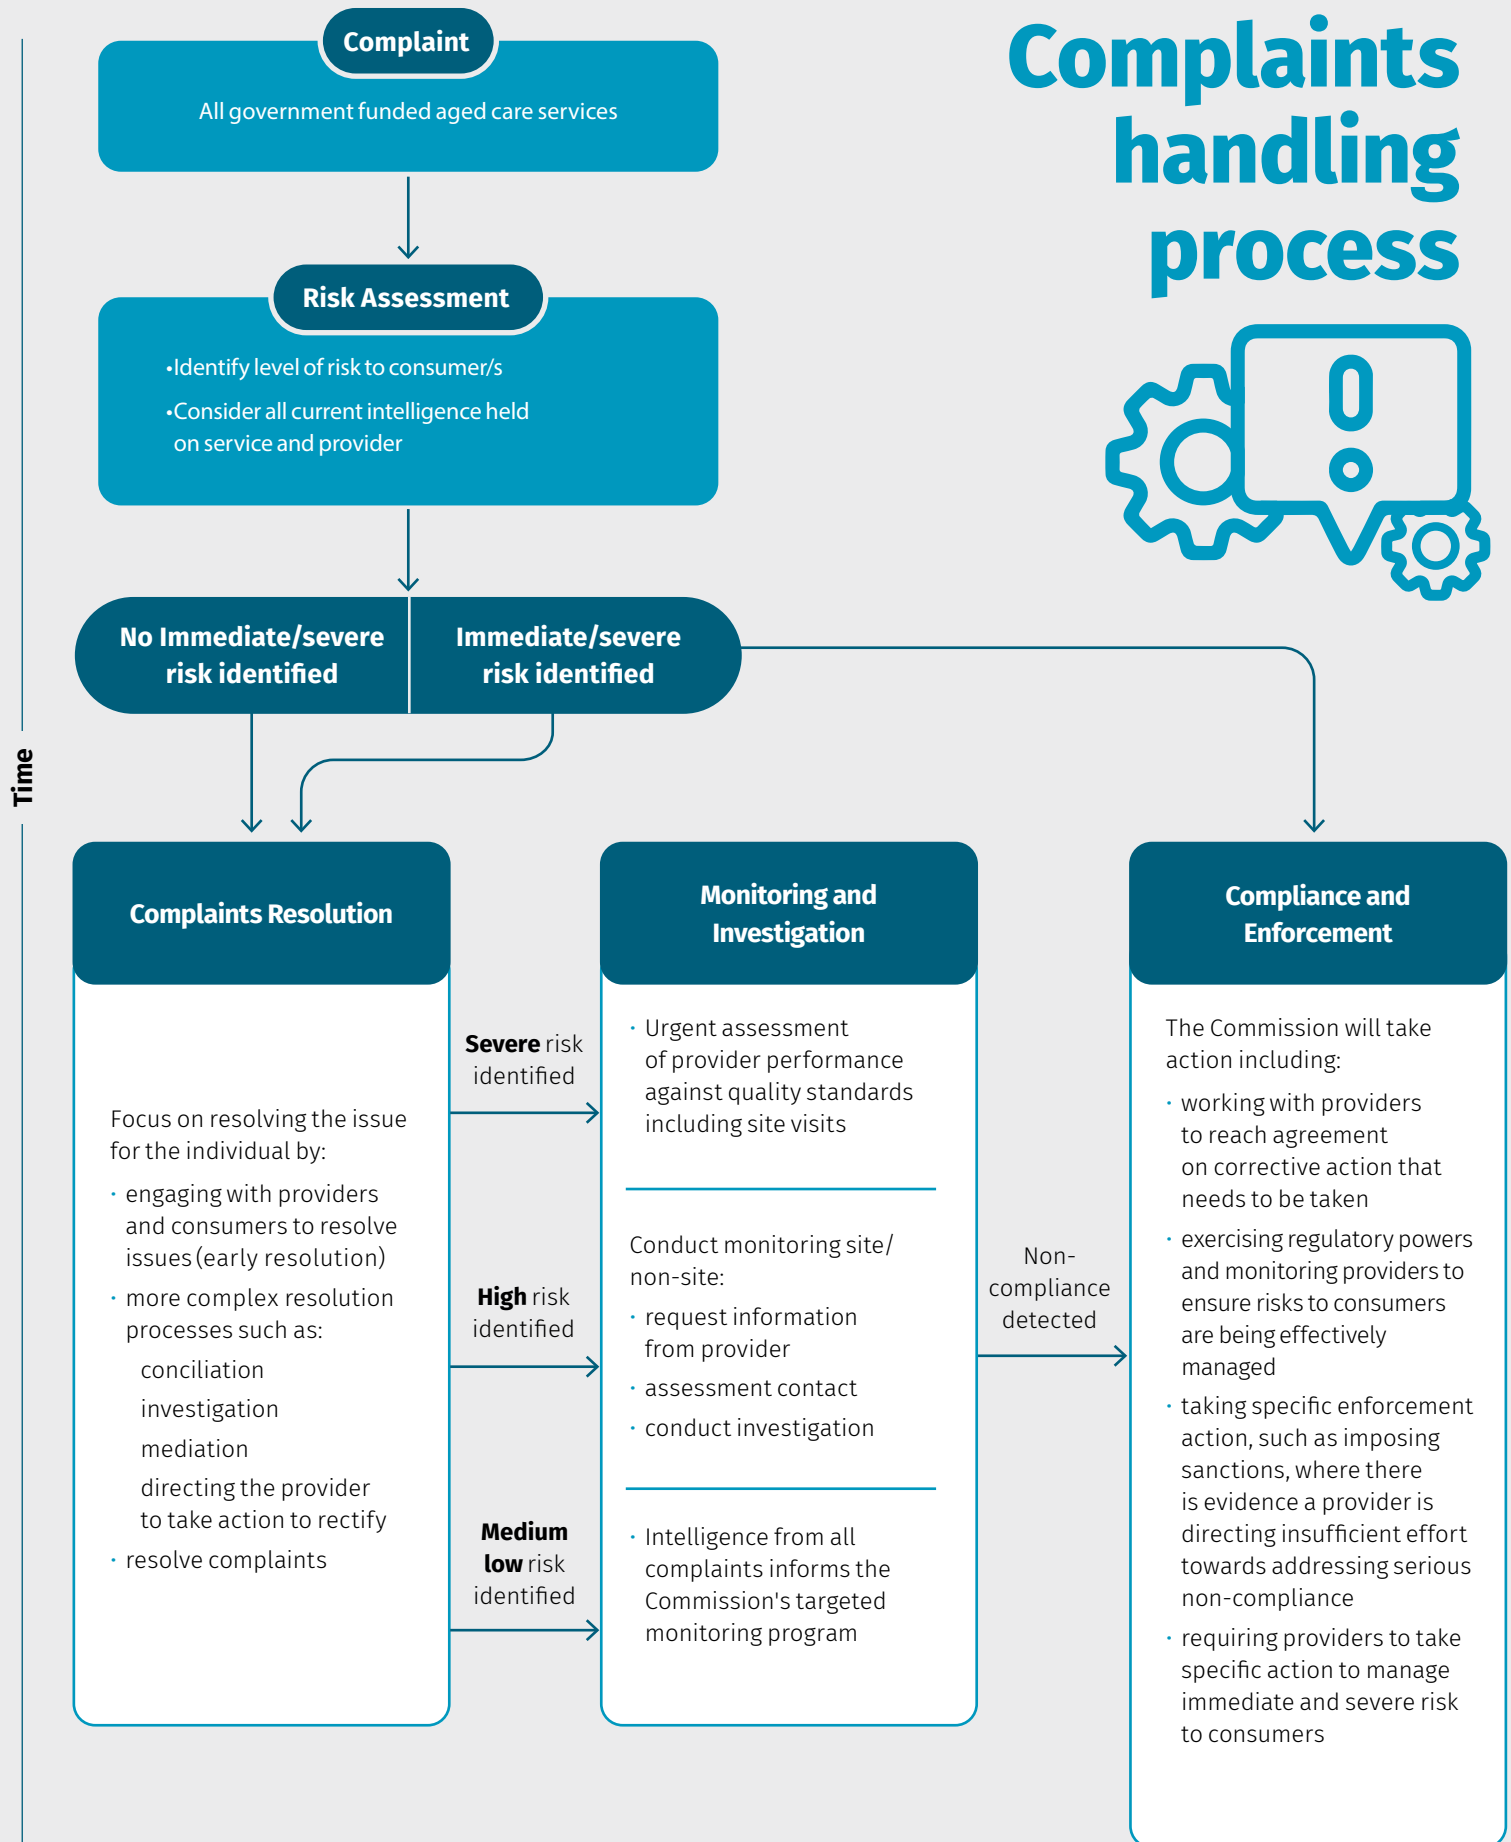 Complaints
handling
process
Complaint
All government funded aged care services
Risk Assessment
•Identify level of risk to consumer/s
•Consider all current intelligence held
on service and provider
No Immediate/severe
risk identified
Immediate/severe
risk identified
Time
Complaints Resolution
Focus on resolving the issue
for the individual by:
· engaging with providers
and consumers to resolve
issues (early resolution)
· more complex resolution
processes such as:
conciliation
investigation
mediation
directing the provider
to take action to rectify
· resolve complaints
Severe risk
identified
High risk
identified
Medium
low risk
identified
Monitoring and
Investigation
· Urgent assessment
of provider performance
against quality standards
including site visits
Conduct monitoring site/
non-site:
· request information
from provider
· assessment contact
· conduct investigation
· Intelligence from all
complaints informs the
Commission's targeted
monitoring program
Non-
compliance
detected
Compliance and
Enforcement
The Commission will take
action including:
· working with providers
to reach agreement
on corrective action that
needs to be taken
· exercising regulatory powers
and monitoring providers to
ensure risks to consumers
are being effectively
managed
· taking specific enforcement
action, such as imposing
sanctions, where there
is evidence a provider is
directing insufficient effort
towards addressing serious
non-compliance
· requiring providers to take
specific action to manage
immediate and severe risk
to consumers